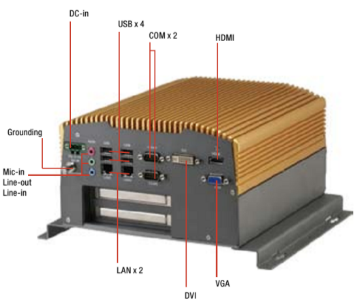 DC-in
USB x 4
COM x 2
HDMI
Grounding
Mic-in
Line-out
Line-in
LAN x 2
DVI
VGA